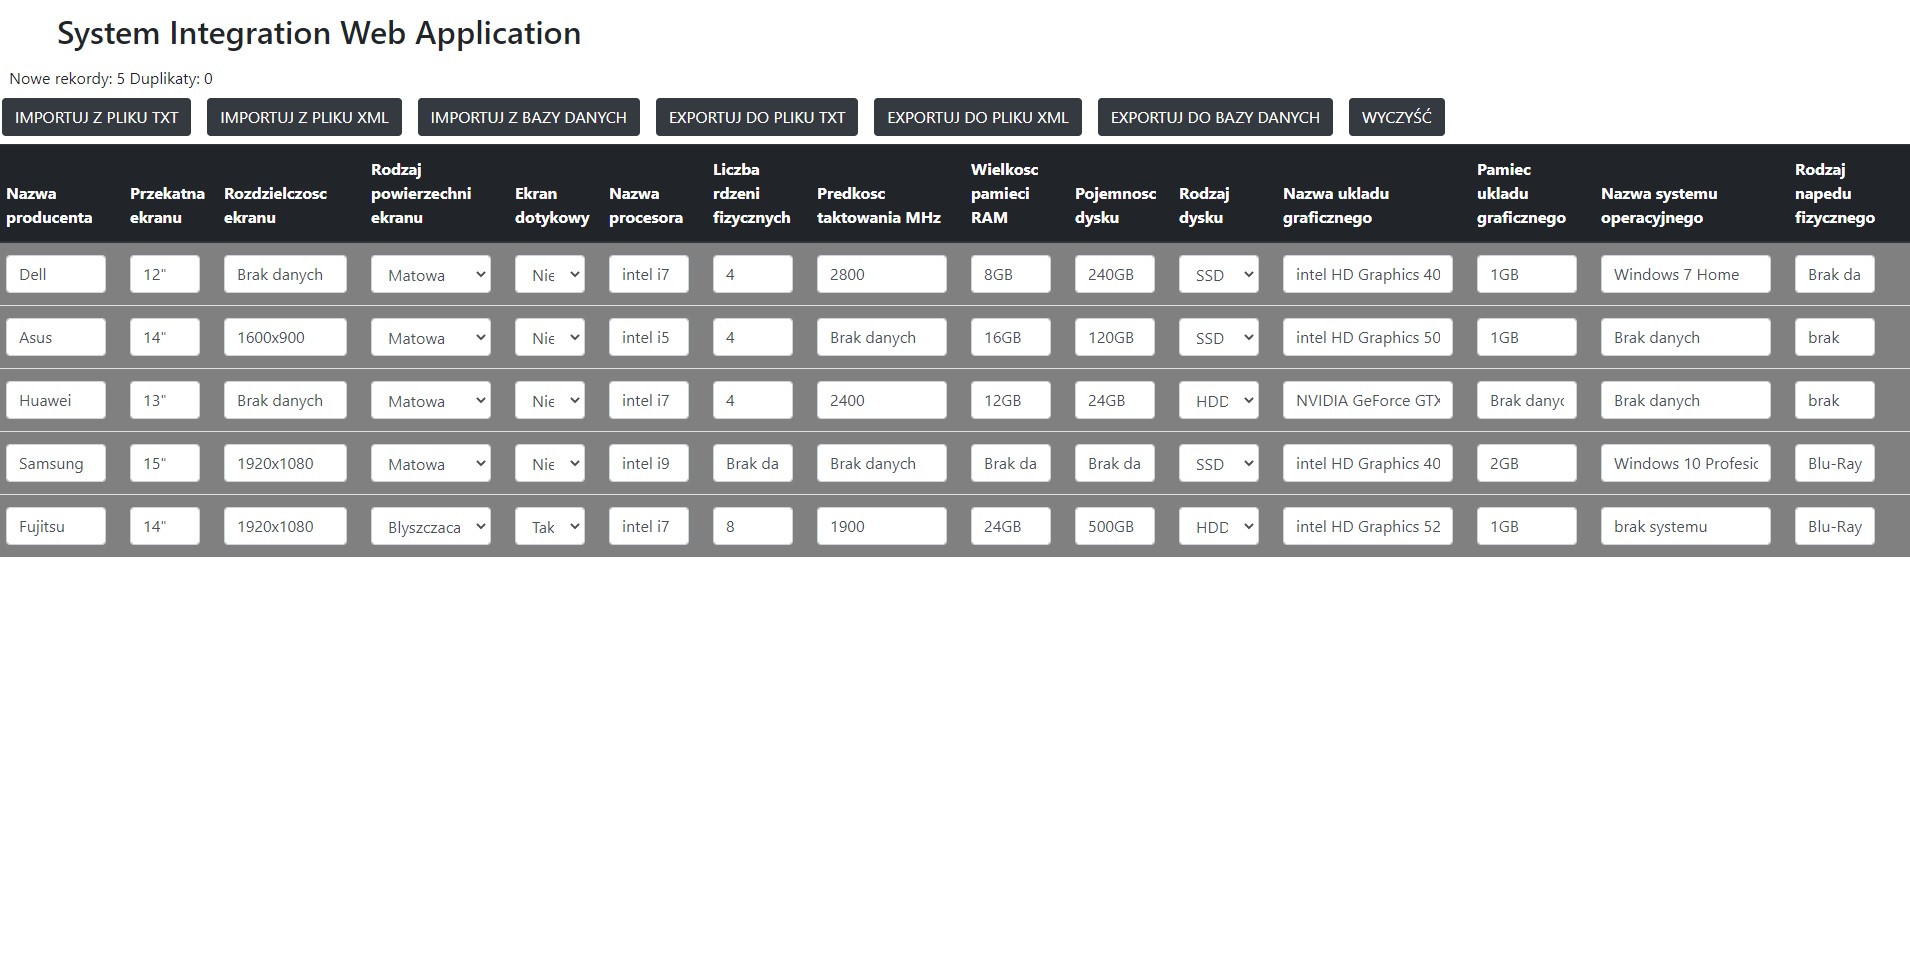 System Integration Web Application
Nowe rekordy: 5 Duplikaty: 0
IMPORTUJ Z PLIKU TXT IMPORTUJ Z PLIKU XML IMPORTUJ Z BAZY DANYCH EXPORTUJ DO PLIKU TXT EXPORTUJ DO PLIKU XML EXPORTUJ DO BAZY DANYCH WYCZYŚĆ
Nazwa producenta Przekatna ekranu Rozdzielczosc ekranu Rodzaj powierzechni ekranu Ekran dotykowy Nazwa procesora Liczba rdzeni fizycznych Predkosc taktowania MHz Wielkosc pamieci RAM Pojemnosc dysku Rodzaj dysku Nazwa ukladu graficznego Pamiec ukladu graficznego Nazwa systemu operacyjnego Rodzaj napedu fizycznego
Dell 12" Brak danych Matowa Nie intel i7 4 2800 8GB 240GB SSD intel HD Graphics 40 1GB Windows 7 Home Brak da
Asus 14" 1600x900 Matowa Nie intel i5 4 Brak danych 16GB 120GB SSD intel HD Graphics 50 1GB Brak danych brak
Huawei 13" Brak danych Matowa Nie intel i7 4 2400 12GB 24GB HDD NVIDIA GeForce GTX Brak danyc Brak danych brak
Samsung 15" 1920x1080 Matowa Nie intel i9 Brak da Brak danych Brak da Brak da SSD intel HD Graphics 40 2GB Windows 10 Profesic Blu-Ray
Fujitsu 14" 1920x1080 Blyszczaca Tak intel i7 8 1900 24GB 500GB HDD intel HD Graphics 52 1GB brak systemu Blu-Ray